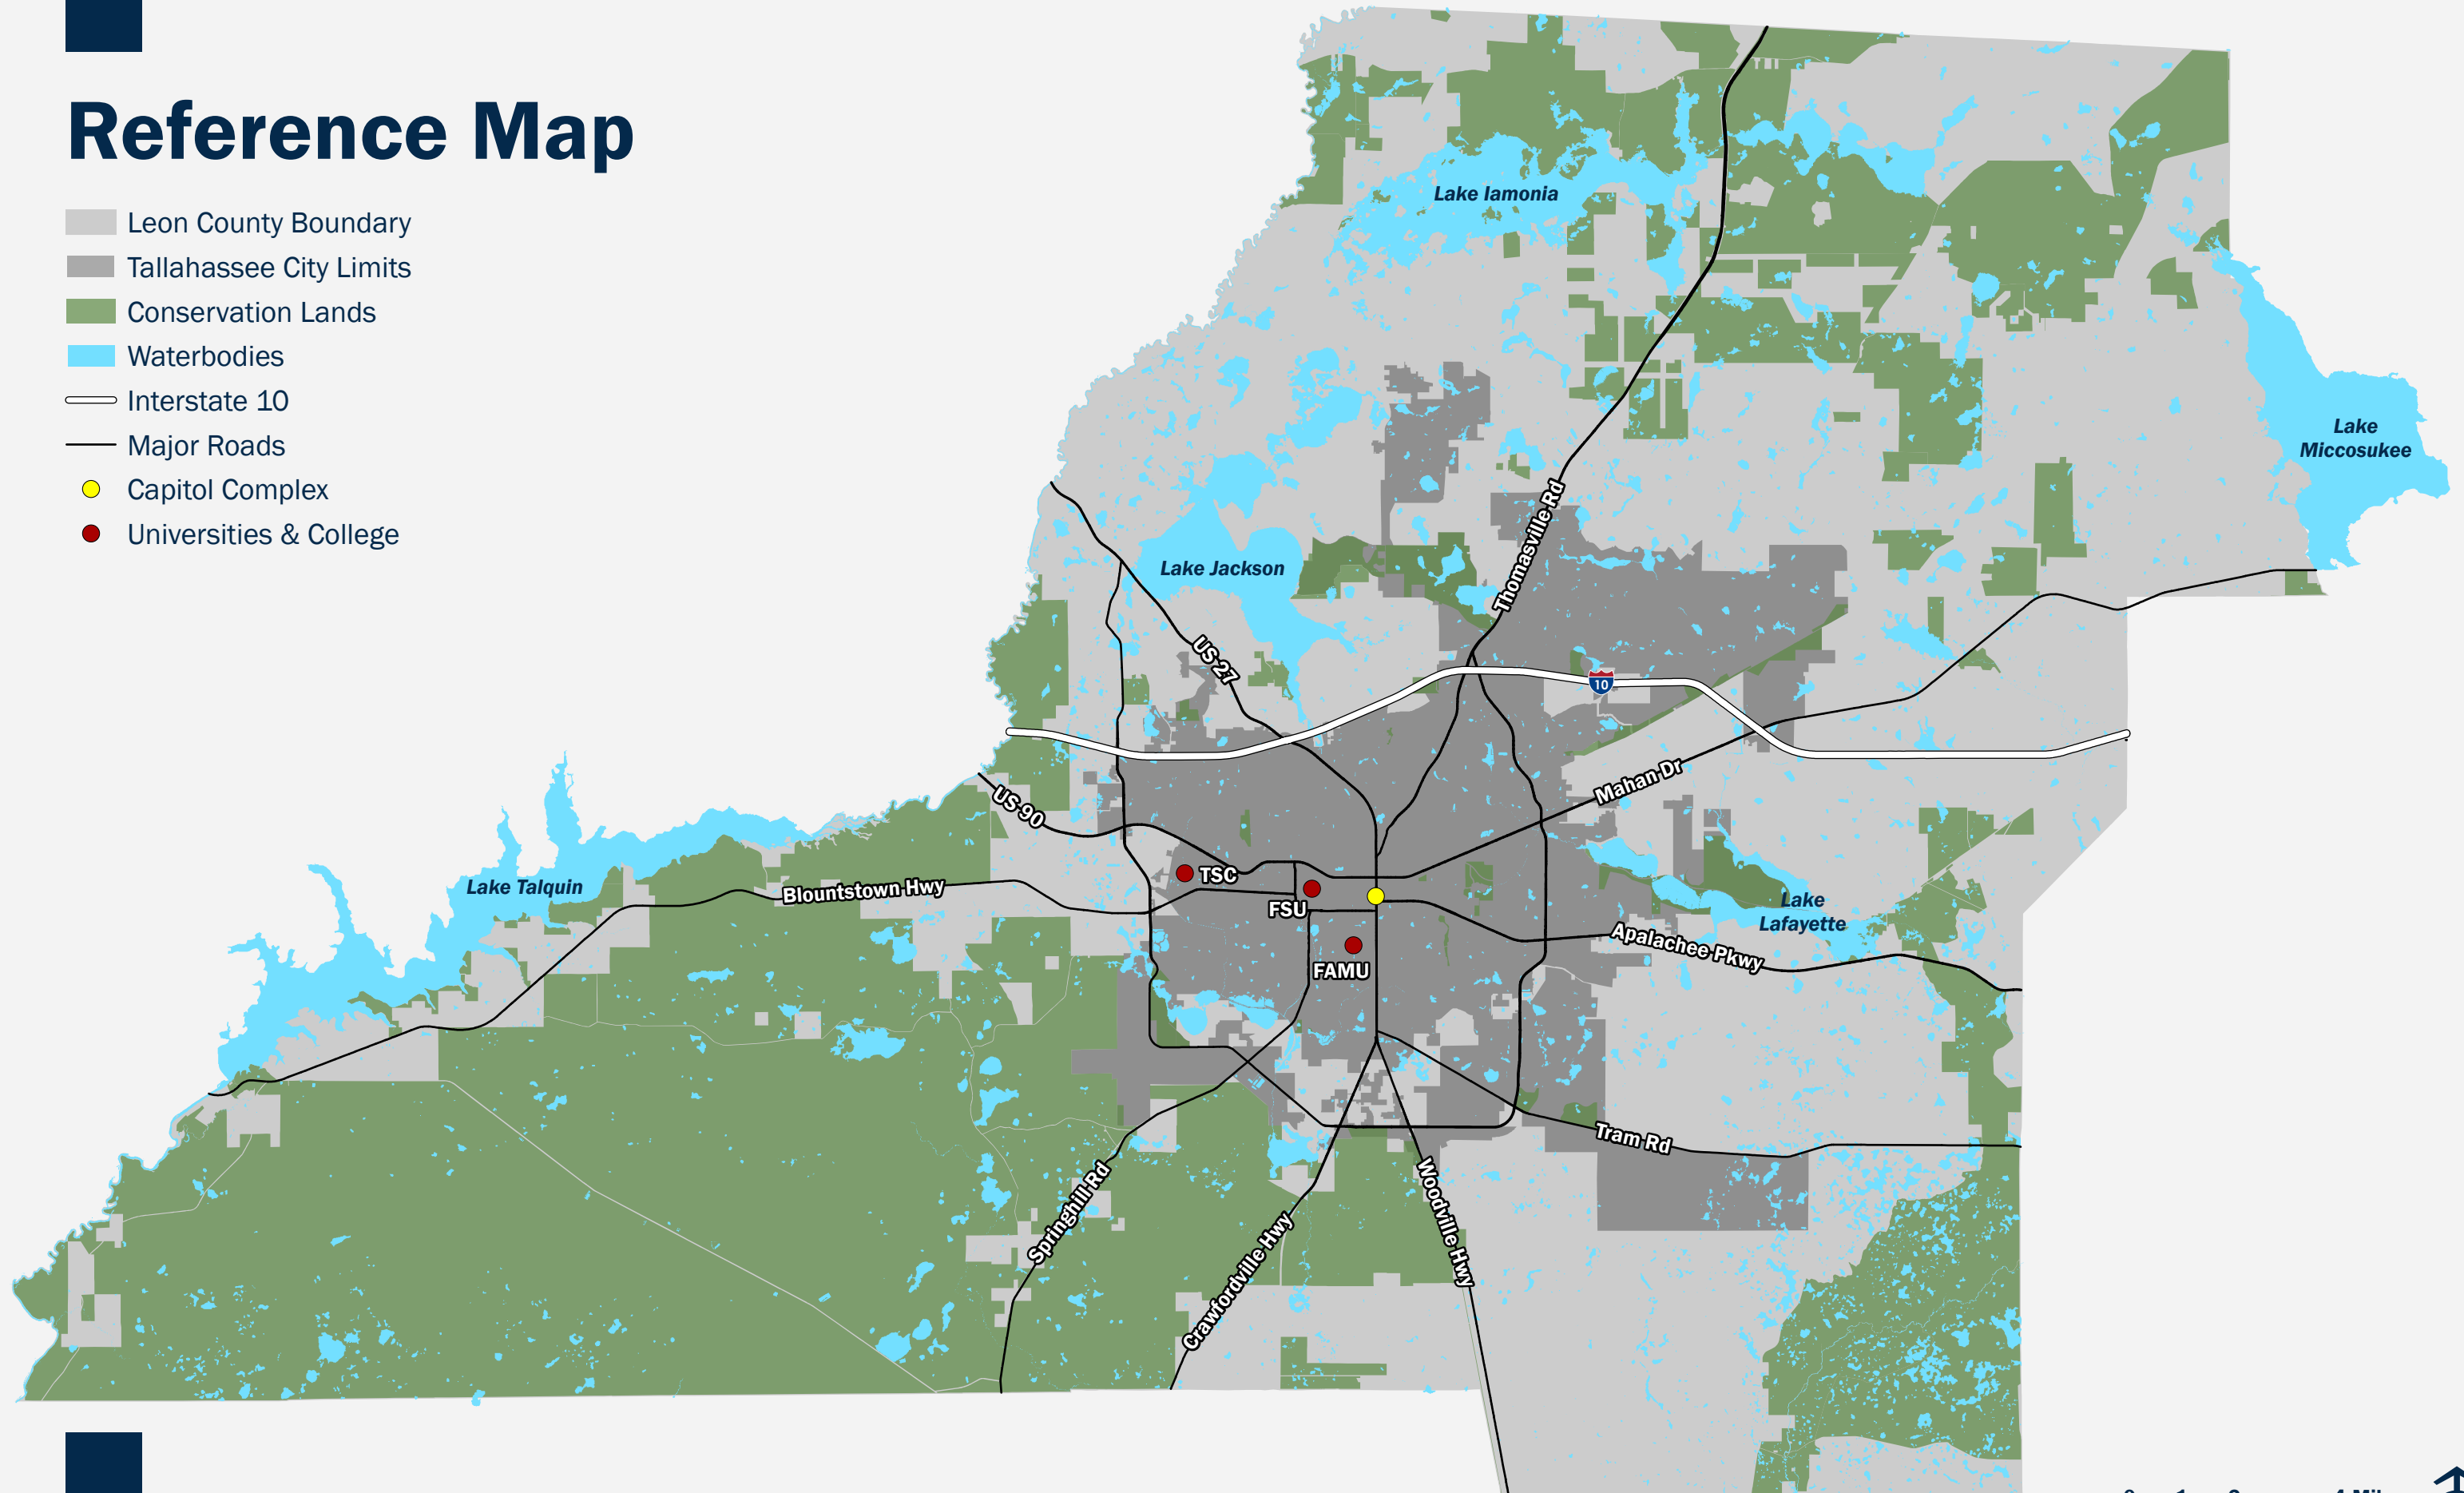 Reference Map
Leon County Boundary
Tallahassee City Limits
Conservation Lands
Waterbodies
Interstate 10
Major Roads
Capitol Complex
Universities & College
Lake Iamonia
Lake
Miccosukee
Thomasville Rd
Lake Jackson
US 27
10
Mahan Dr
US 90
Lake Talquin
Blountstown Hwy
TSC
FSU
Lake
Lafayette
Apalachee Pkwy
FAMU
Tram Rd
Springhill Rd
Woodville Hwy
Crawfordville Hwy